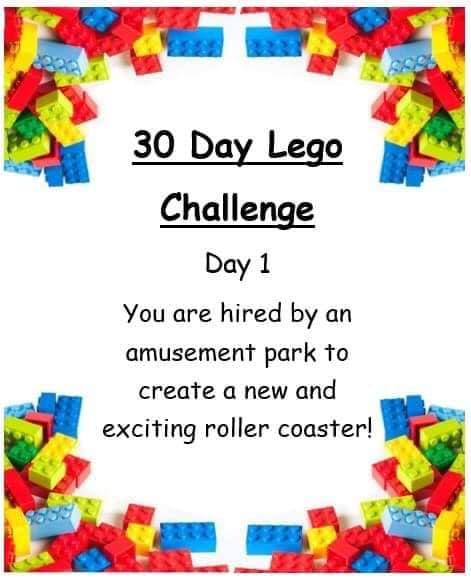 30 Day Lego
Challenge
Day 1
You are hired by an
amusement park to
create a new and
exciting roller coaster!